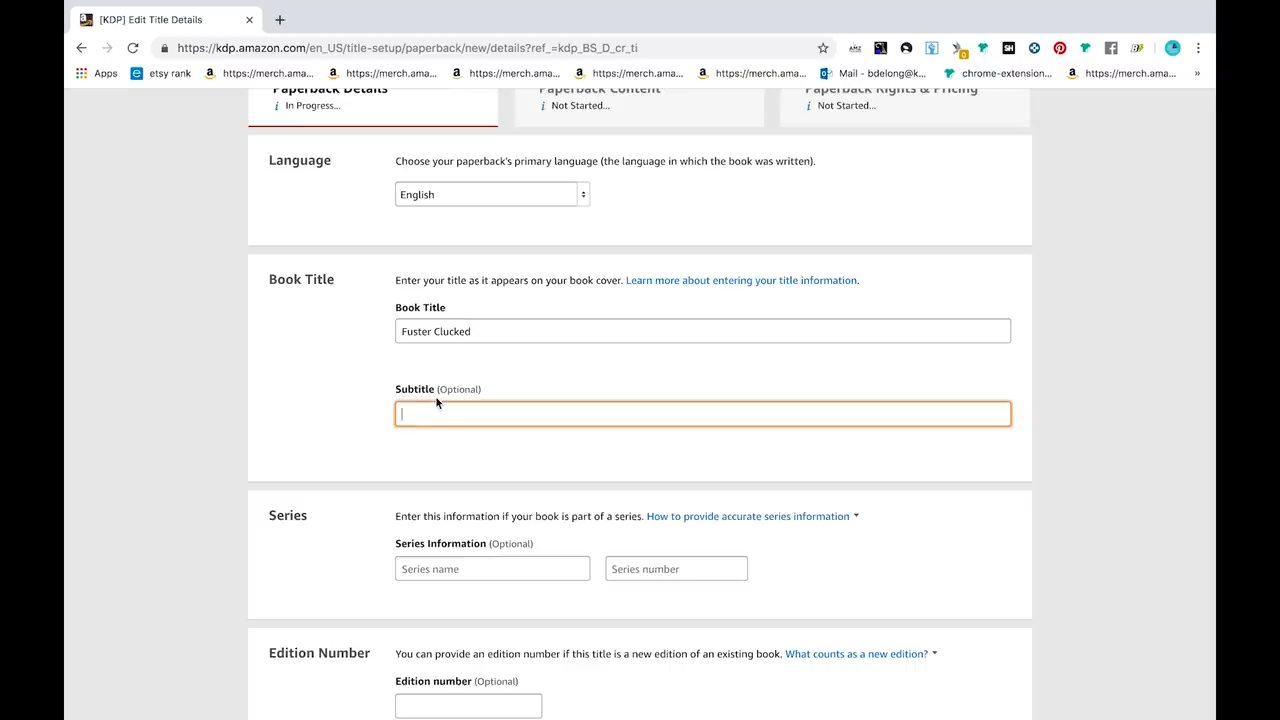 [KDP] Edit Title Details
https://kdp.amazon.com/en_US/title-setup/paperback/new/details?ref_=kdp_BS_D_cr_ti
Apps etsy rank https://merch.ama... https://merch.ama... https://merch.ama... https://merch.ama... https://merch.ama... Mail - bdelong@k... chrome-extension... https://merch.ama... »
Paperback Details Paperback Content Paperback Rights & Pricing
In Progress... Not Started... Not Started...
Language Choose your paperback's primary language (the language in which the book was written).
English
Book Title Enter your title as it appears on your book cover. Learn more about entering your title information.
Book Title
Fuster Clucked
Subtitle (Optional)
Series Enter this information if your book is part of a series. How to provide accurate series information
Series Information (Optional)
Series name Series number
Edition Number You can provide an edition number if this title is a new edition of an existing book. What counts as a new edition?
Edition number (Optional)